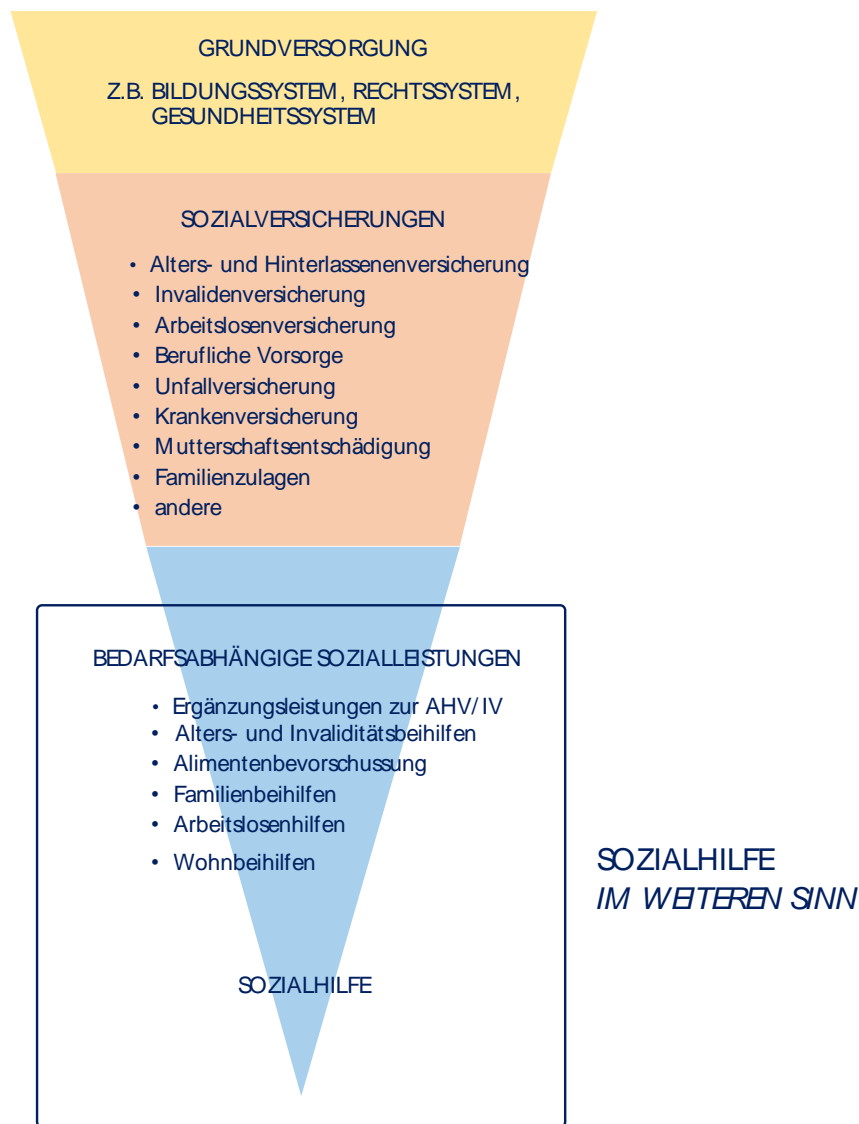 GRUNDVERSORGUNG
Z.B. BILDUNGSSYSTEM, RECHTSSYSTEM,
GESUNDHEITSSYSTEM
SOZIALVERSICHERUNGEN
• Alters- und Hinterlassenenversicherung
• Invalidenversicherung
• Arbeitslosenversicherung
• Berufliche Vorsorge
• Unfallversicherung
• Krankenversicherung
• Mutterschaftsentschädigung
• Familienzulagen
• andere
BEDARFSABHÄNGIGE SOZIALLEISTUNGEN
• Ergänzungsleistungen zur AHV/IV
• Alters- und Invaliditätsbeihilfen
• Alimentenbevorschussung
• Familienbeihilfen
• Arbeitslosenhilfen
• Wohnbeihilfen
SOZIALHILFE
IM WEITEREN SINN
SOZIALHILFE